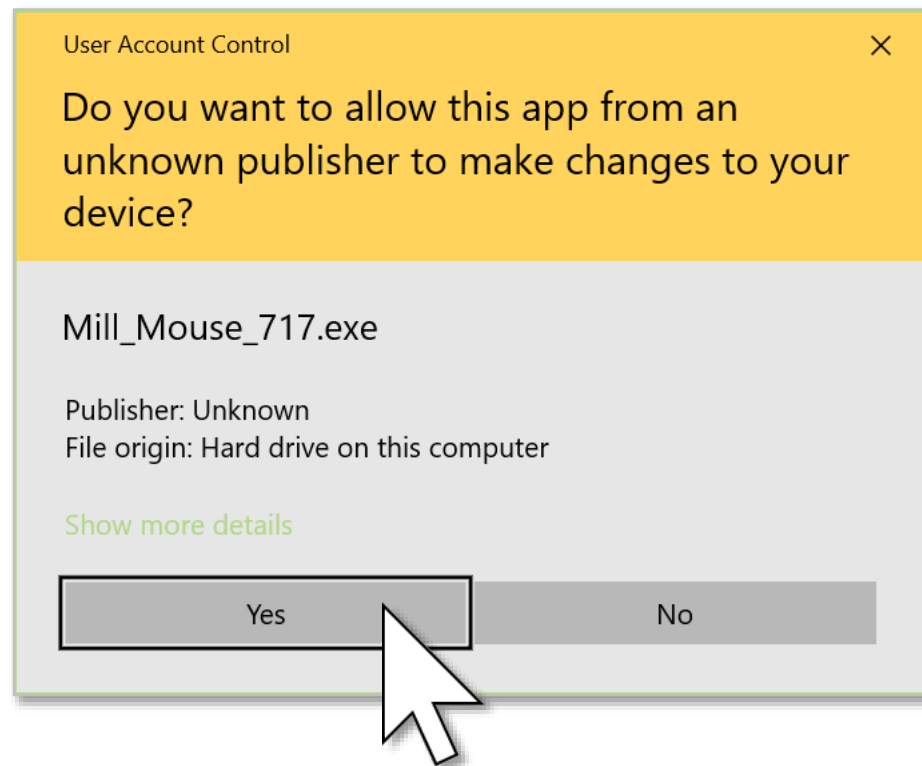 User Account Control
Do you want to allow this app from an
unknown publisher to make changes to your
device?
Mill_Mouse_717.exe
Publisher: Unknown
File origin: Hard drive on this computer
Show more details
Yes
No